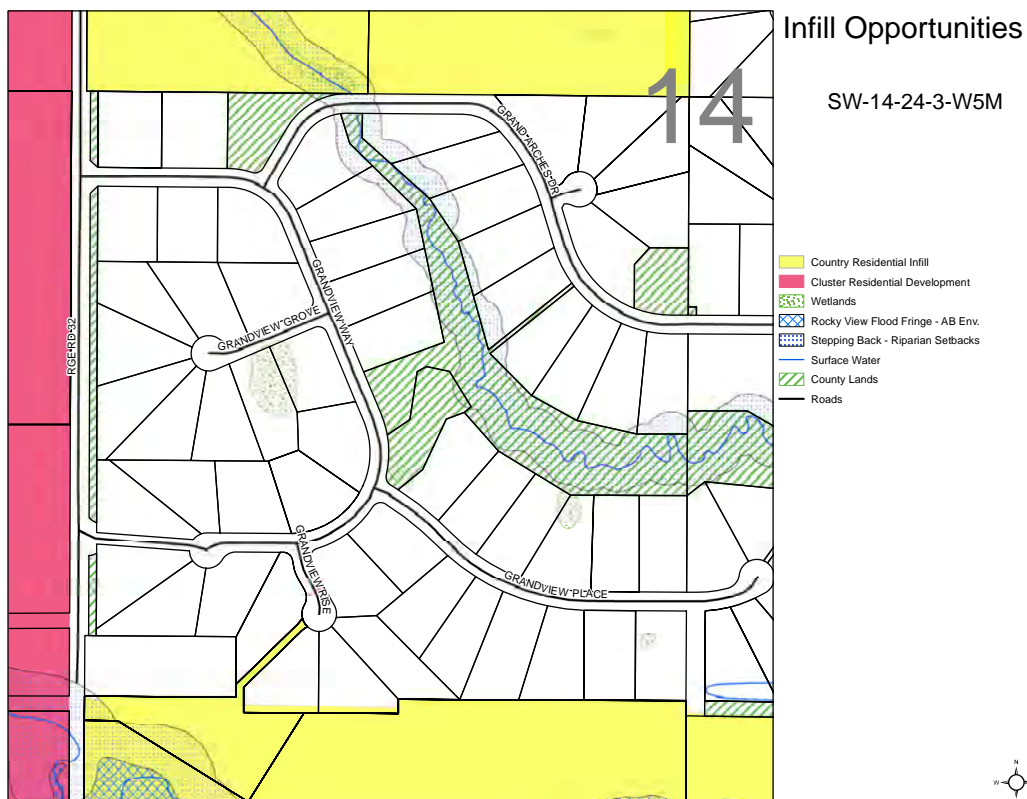 Infill Opportunities
SW-14-24-3-W5M
14
GRAND ARCHES DR
GRANDVIEW WAY
GRANDVIEW GROVE
RGE RD 32
GRANDVIEW RISE
GRANDVIEW PLACE
Country Residential Infill
Cluster Residential Development
Wetlands
Rocky View Flood Fringe - AB Env.
Stepping Back - Riparian Setbacks
Surface Water
County Lands
Roads
N
W